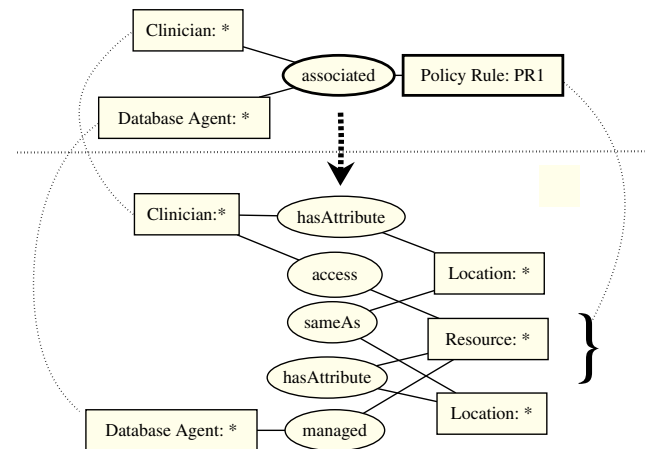 Clinician: *
associated
Policy Rule: PR1
Database Agent: *
Clinician:*
hasAttribute
access
Location: *
sameAs
Resource: *
}
hasAttribute
Location: *
Database Agent: *
managed